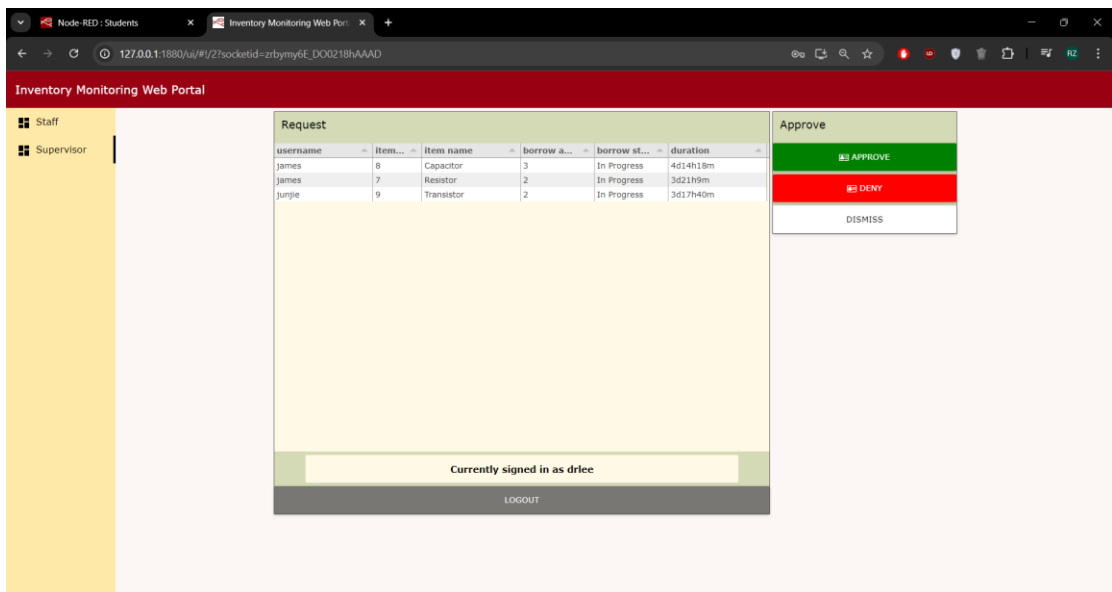 Node-RED : Students
Inventory Monitoring Web Port
127.0.0.1:1880/ui/#!/2?socketid=zrbymy6E_DO0218hAAAD
RZ
Inventory Monitoring Web Portal
Staff
Supervisor
Request
username item... item name borrow a... borrow st... duration
james 8 Capacitor 3 In Progress 4d14h18m
james 7 Resistor 2 In Progress 3d21h9m
junjie 9 Transistor 2 In Progress 3d17h40m
Currently signed in as drlee
LOGOUT
Approve
APPROVE
DENY
DISMISS